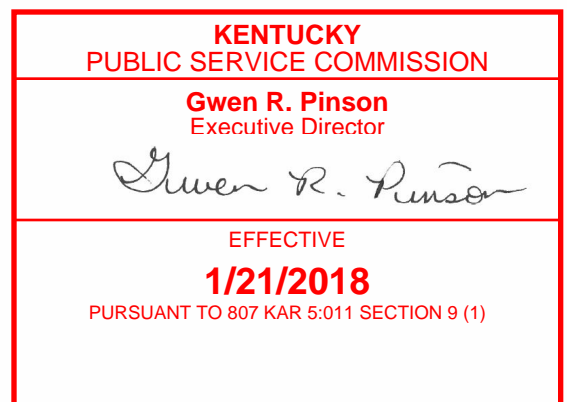 KENTUCKY
PUBLIC SERVICE COMMISSION
Gwen R. Pinson
Executive Director
Gwen R. Punson
EFFECTIVE
1/21/2018
PURSUANT TO 807 KAR 5:011 SECTION 9 (1)